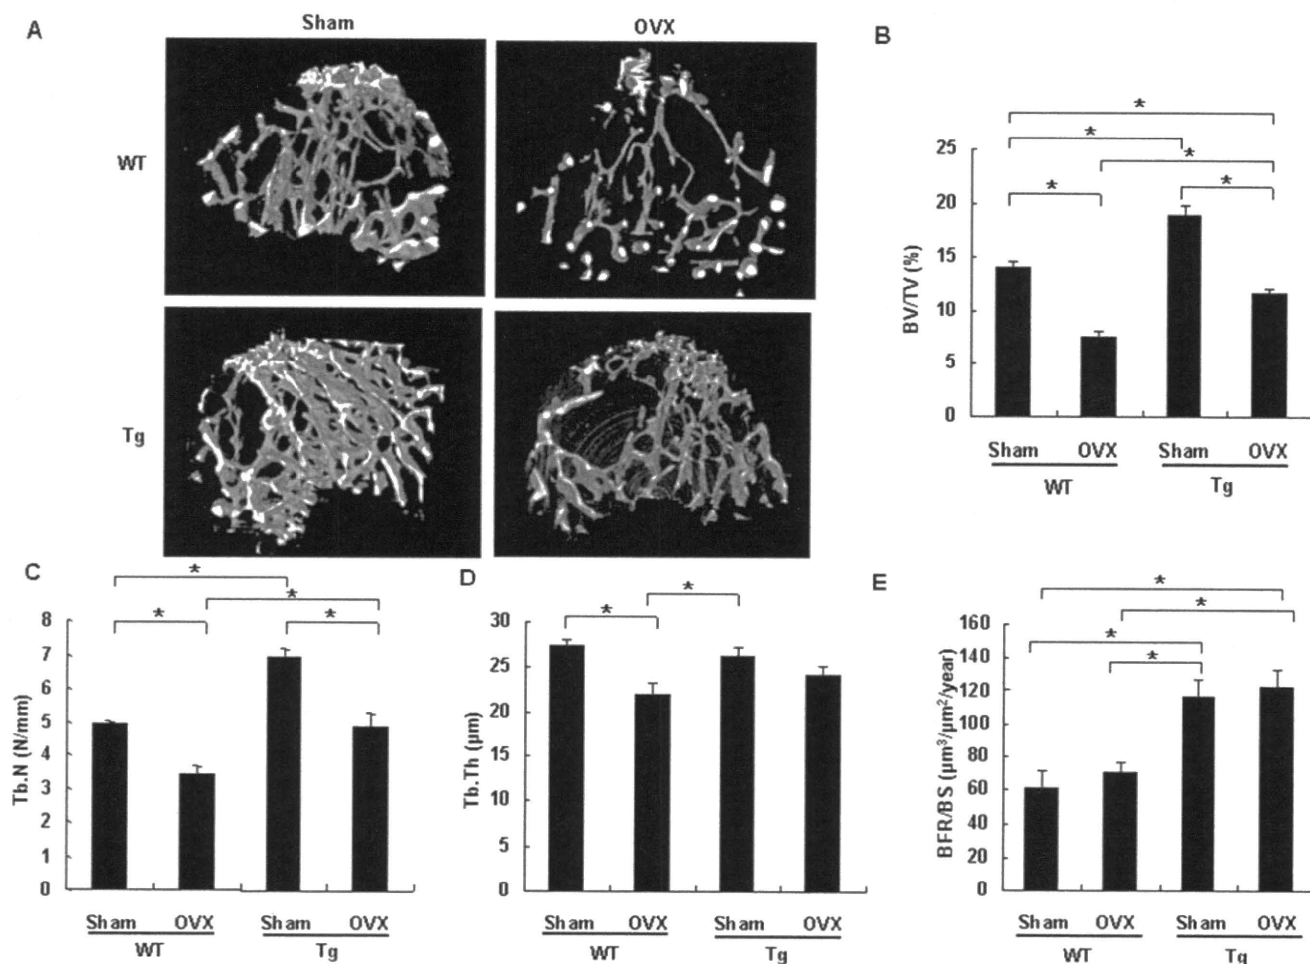 A
Sham
OVX
WT
Tg
B
*
*
*
*
*
25
20
15
10
5
0
BV/TV (%)
Sham OVX Sham OVX
WT Tg
C
*
*
*
*
8
7
6
5
4
3
2
1
0
Tb.N (N/mm)
Sham OVX Sham OVX
WT Tg
D
*
*
30
25
20
15
10
5
0
Tb.Th (µm)
Sham OVX Sham OVX
WT Tg
E
*
*
*
*
160
140
120
100
80
60
40
20
0
BFR/BS (µm³/µm²/year)
Sham OVX Sham OVX
WT Tg